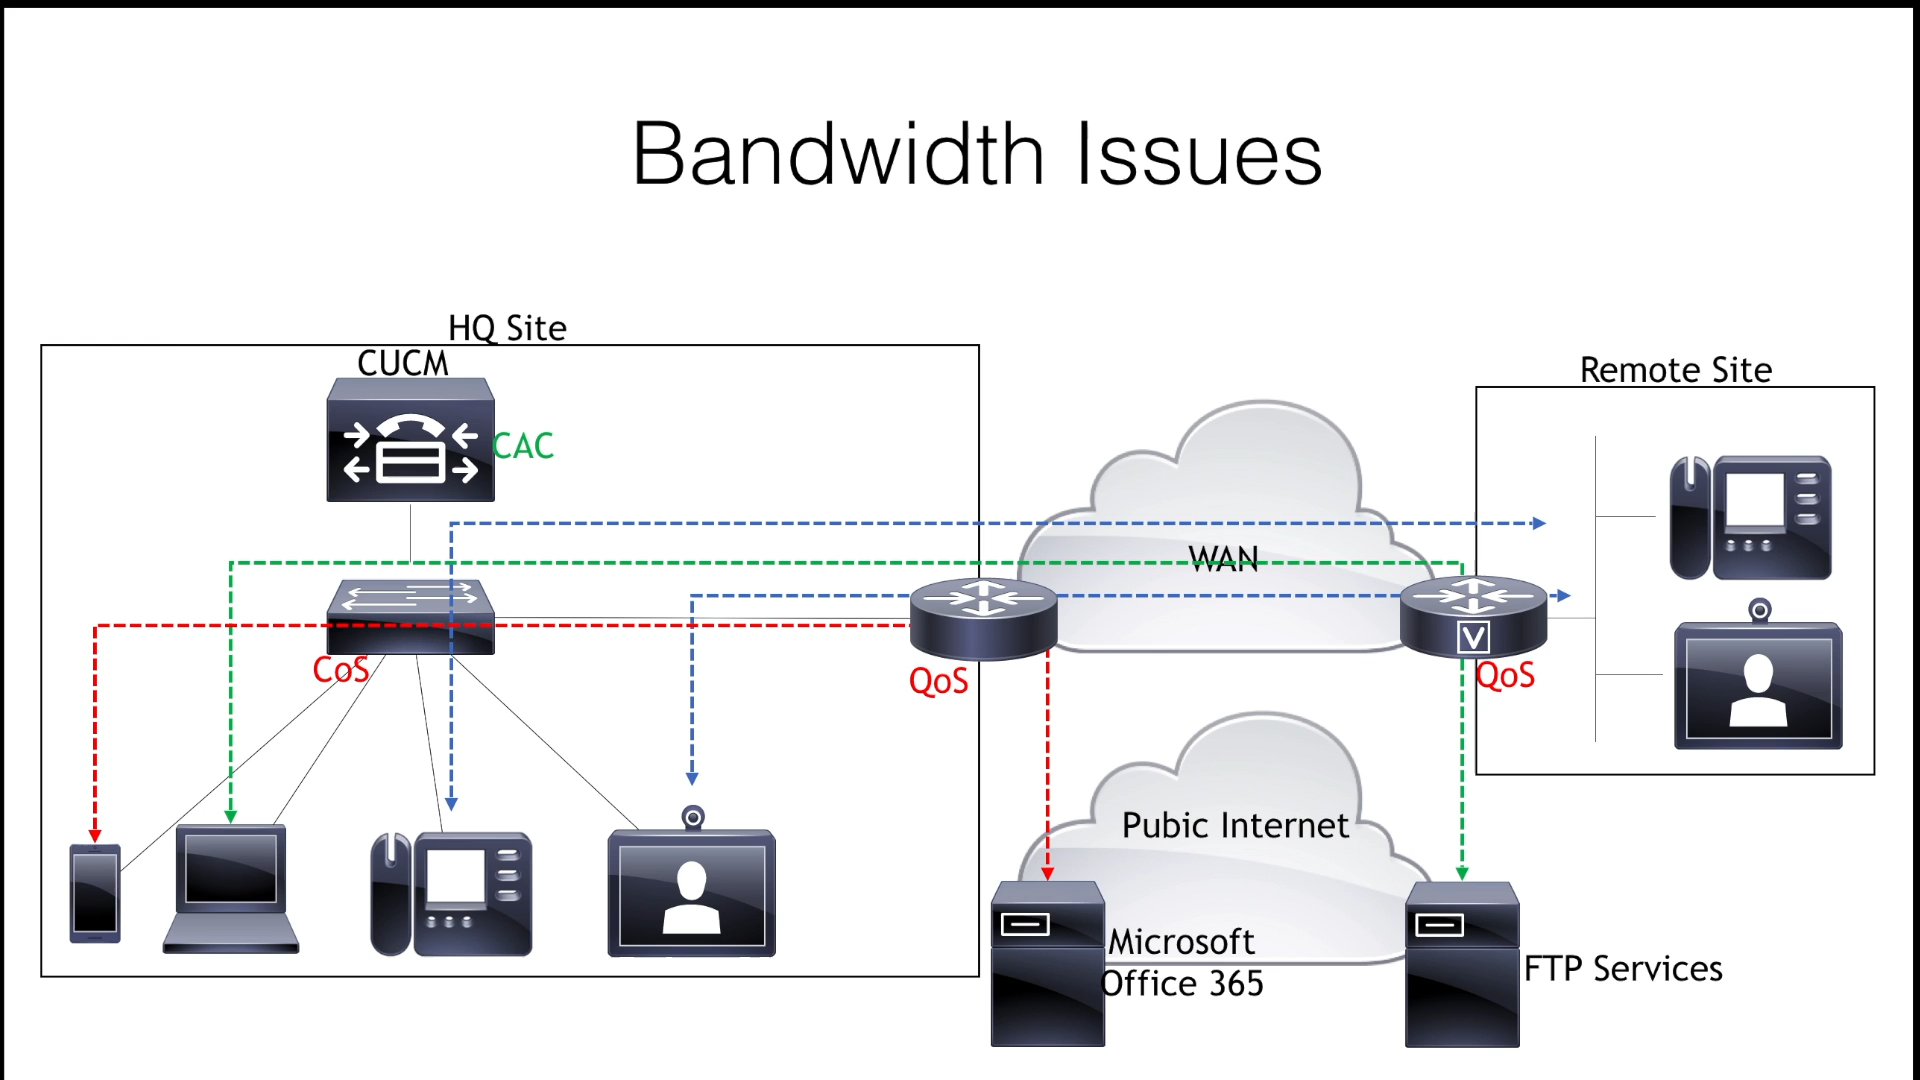 Bandwidth Issues
HQ Site
CUCM
CAC
Remote Site
WAN
CoS
QoS
V
QoS
Pubic Internet
Microsoft
Office 365
FTP Services